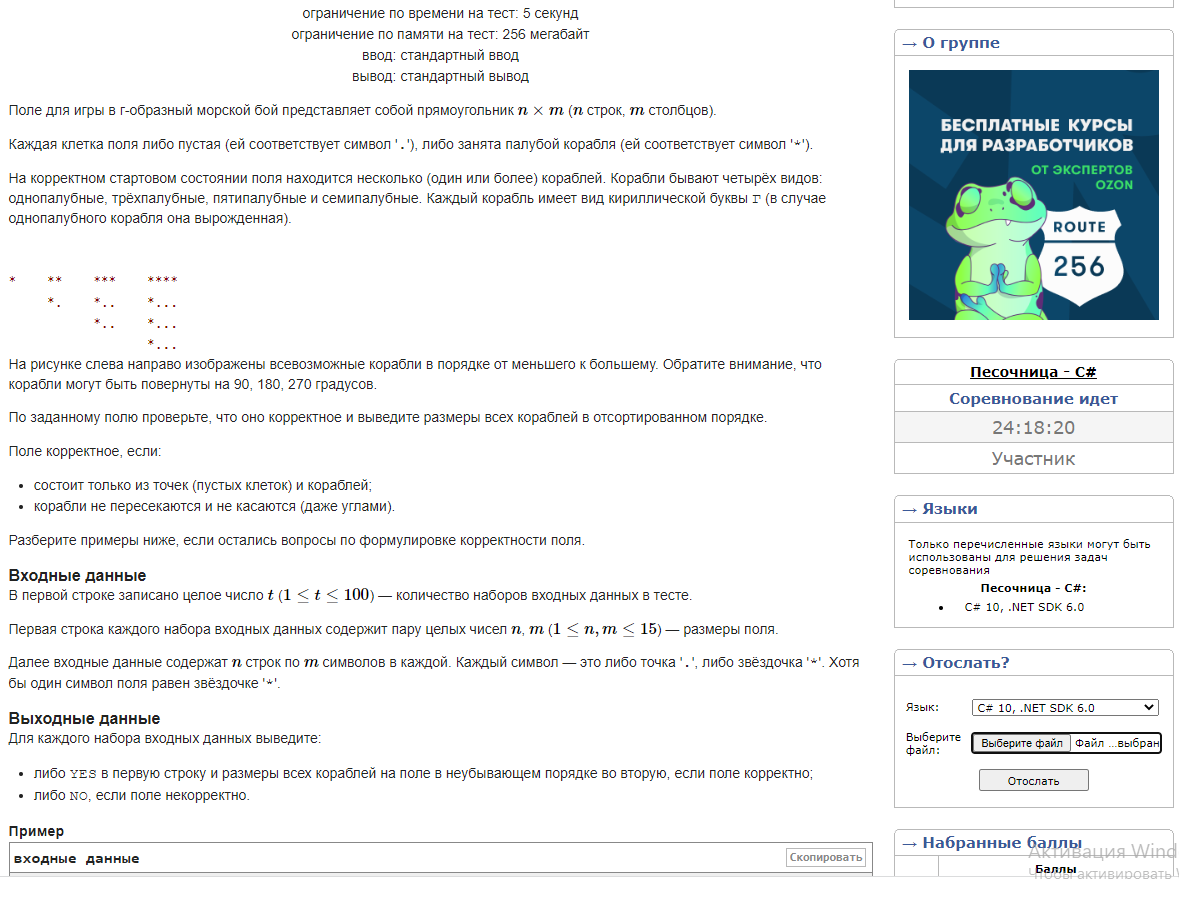 ограничение по времени на тест: 5 секунд
ограничение по памяти на тест: 256 мегабайт
ввод: стандартный ввод
вывод: стандартный вывод
Поле для игры в г-образный морской бой представляет собой прямоугольник n × m (n строк, m столбцов).
Каждая клетка поля либо пустая (ей соответствует символ '.'), либо занята палубой корабля (ей соответствует символ '*').
На корректном стартовом состоянии поля находится несколько (один или более) кораблей. Корабли бывают четырёх видов:
однопалубные, трёхпалубные, пятипалубные и семипалубные. Каждый корабль имеет вид кириллической буквы г (в случае
однопалубного корабля она вырожденная).
*    **    ***    ****
*.    *..    *...
*..    *...
*...
На рисунке слева направо изображены всевозможные корабли в порядке от меньшего к большему. Обратите внимание, что
корабли могут быть повернуты на 90, 180, 270 градусов.
По заданному полю проверьте, что оно корректное и выведите размеры всех кораблей в отсортированном порядке.
Поле корректное, если:
• состоит только из точек (пустых клеток) и кораблей;
• корабли не пересекаются и не касаются (даже углами).
Разберите примеры ниже, если остались вопросы по формулировке корректности поля.
Входные данные
В первой строке записано целое число t (1 ≤ t ≤ 100) — количество наборов входных данных в тесте.
Первая строка каждого набора входных данных содержит пару целых чисел n, m (1 ≤ n, m ≤ 15) — размеры поля.
Далее входные данные содержат n строк по m символов в каждой. Каждый символ — это либо точка '.', либо звёздочка '*'. Хотя
бы один символ поля равен звёздочке '*'.
Выходные данные
Для каждого набора входных данных выведите:
• либо YES в первую строку и размеры всех кораблей на поле в неубывающем порядке во вторую, если поле корректно;
• либо NO, если поле некорректно.
Пример
входные данные
Скопировать
→ О группе
БЕСПЛАТНЫЕ КУРСЫ
ДЛЯ РАЗРАБОТЧИКОВ
ОТ ЭКСПЕРТОВ
OZON
ROUTE
256
Песочница - C#
Соревнование идет
24:18:20
Участник
→ Языки
Только перечисленные языки могут быть
использованы для решения задач
соревнования
Песочница - C#:
• C# 10, .NET SDK 6.0
→ Отослать?
Язык: C# 10, .NET SDK 6.0
Выберите
файл:
Выберите файл Файл ...выбран
Отослать
→ Набранные баллы
Баллы
Активация Wind
Чтобы активировать